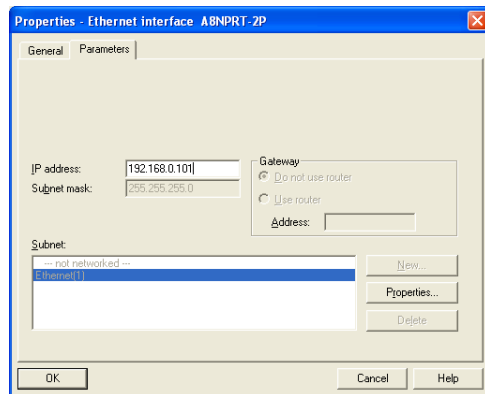 Properties - Ethernet interface A8NPRT-2P
General
Parameters
IP address:
192.168.0.101
Subnet mask:
255.255.255.0
Gateway
Do not use router
Use router
Address:
Subnet:
--- not networked ---
Ethernet(1)
New...
Properties...
Delete
OK
Cancel
Help